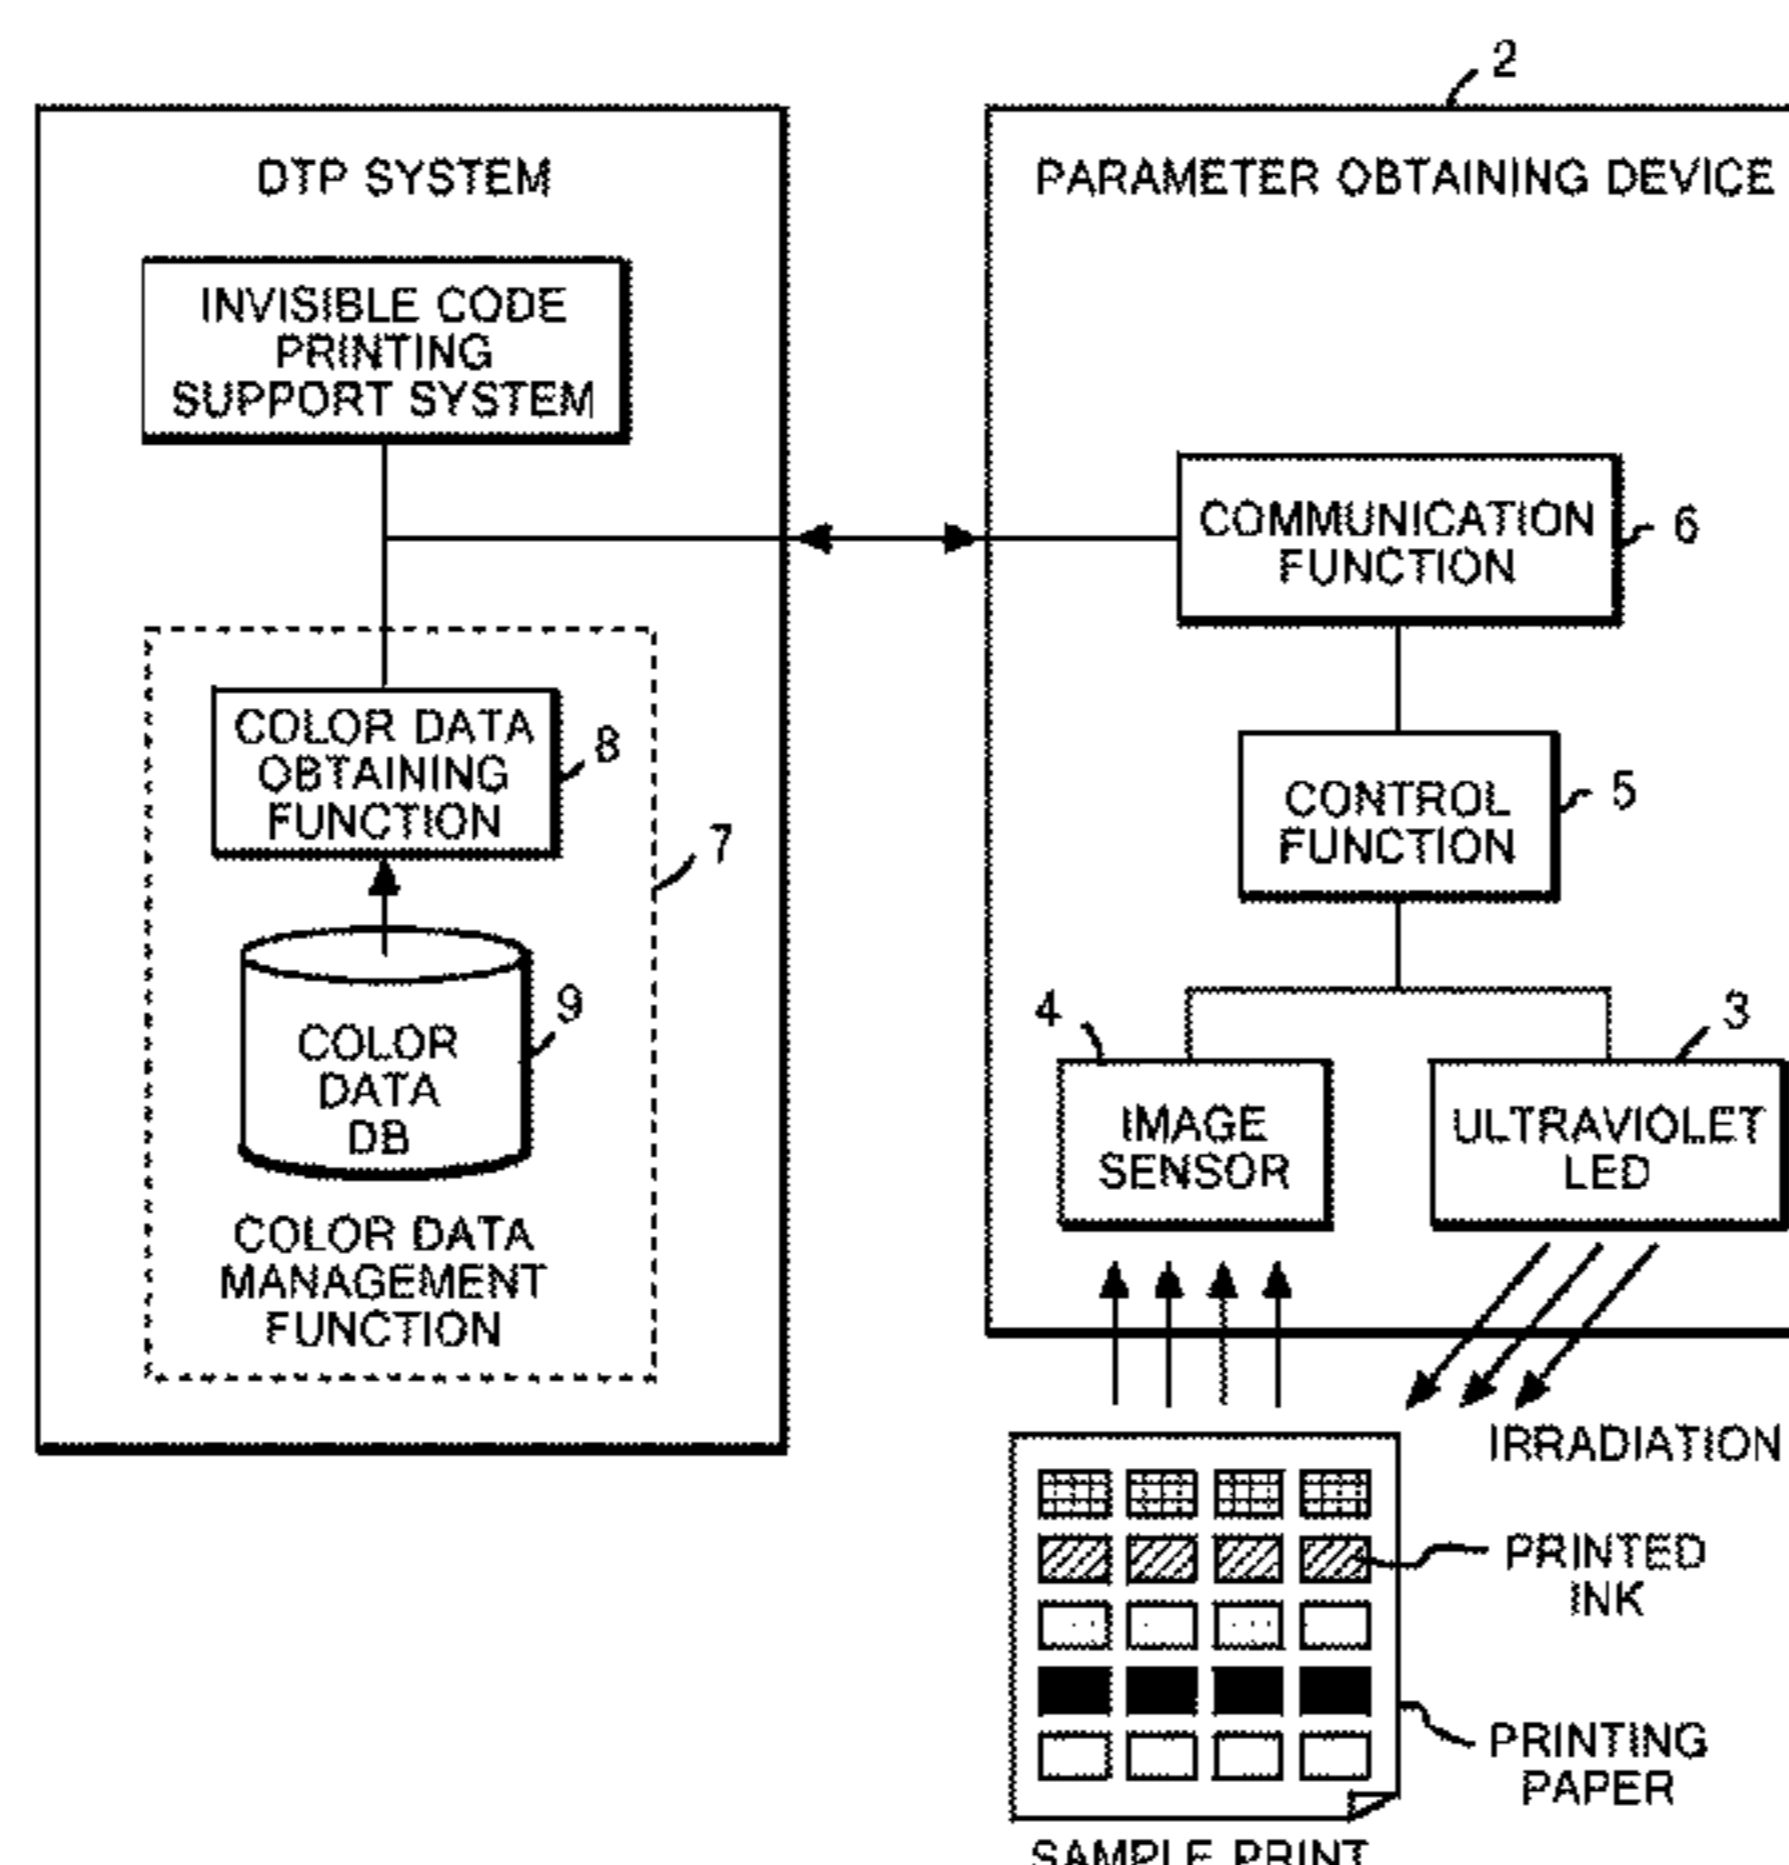 2
DTP SYSTEM
PARAMETER OBTAINING DEVICE
INVISIBLE CODE
PRINTING
SUPPORT SYSTEM
COMMUNICATION
FUNCTION
6
COLOR DATA
OBTAINING
FUNCTION
8
CONTROL
FUNCTION
5
7
COLOR
DATA
DB
9
4
3
IMAGE
SENSOR
ULTRAVIOLET
LED
COLOR DATA
MANAGEMENT
FUNCTION
IRRADIATION
PRINTED
INK
PRINTING
PAPER
SAMPLE PRINT